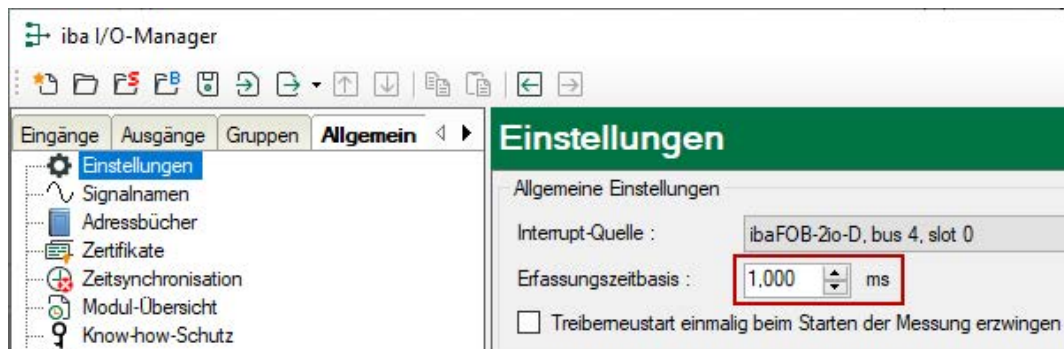 iba I/O-Manager
Eingänge Ausgänge Gruppen Allgemein
Einstellungen
Signalnamen
Adressbücher
Zertifikate
Zeitsynchronisation
Modul-Übersicht
Know-how-Schutz
Einstellungen
Allgemeine Einstellungen
Interrupt-Quelle : ibaFOB-2io-D, bus 4, slot 0
Erfassungszeitbasis : 1,000 ms
Treiberneustart einmalig beim Starten der Messung erzwingen